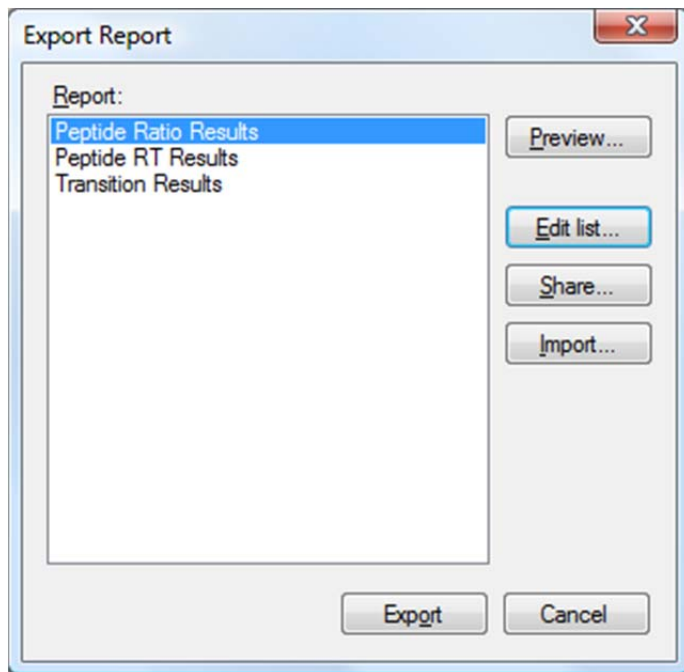 Export Report
Report:
Peptide Ratio Results
Peptide RT Results
Transition Results
Preview...
Edit list...
Share...
Import...
Export
Cancel